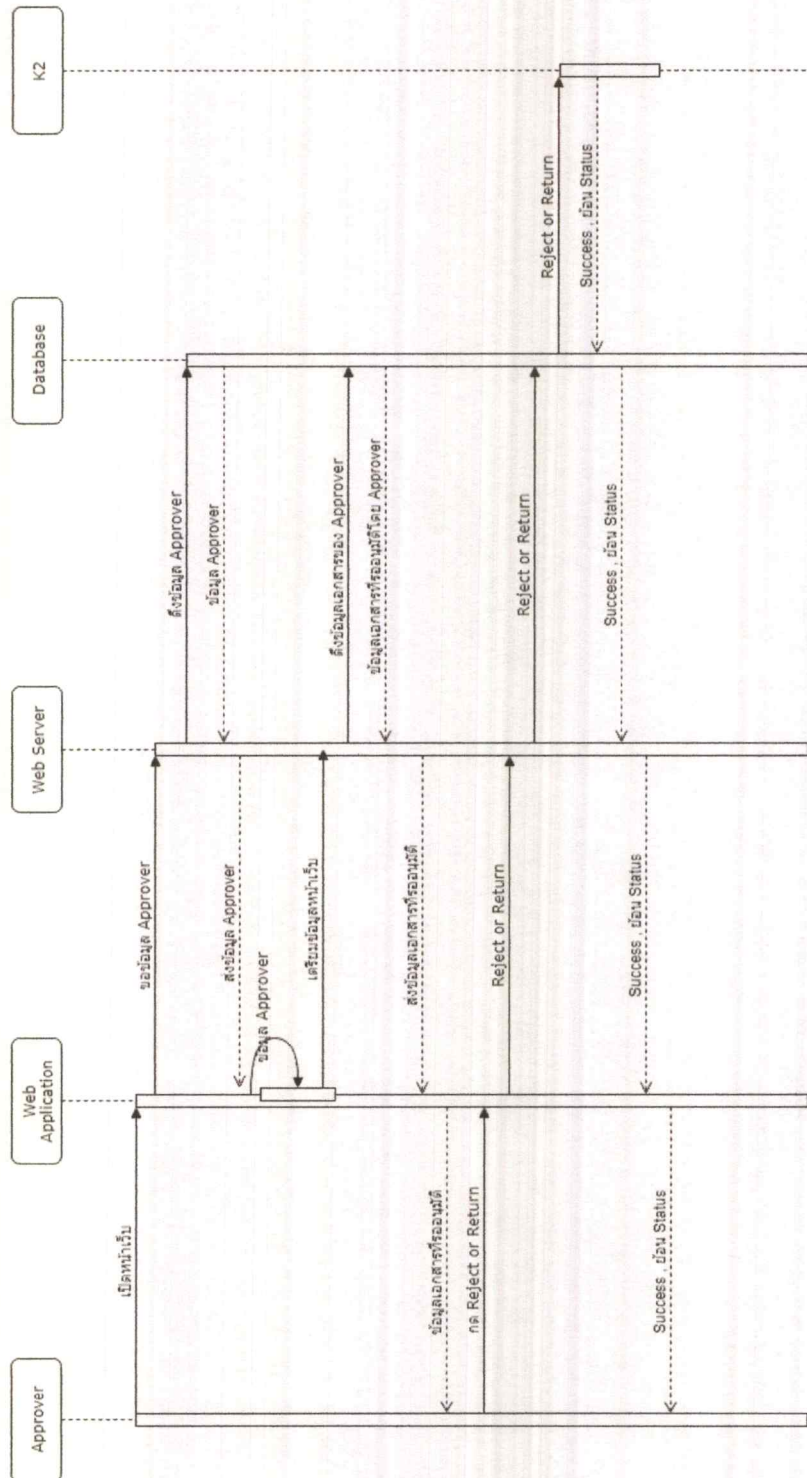 Approver
Web
Application
Web Server
Database
K2
เปิดหน้าเว็บ
ขอข้อมูล Approver
ดึงข้อมูล Approver
ข้อมูล Approver
ส่งข้อมูล Approver
ข้อมูล Approver
เตรียมข้อมูลหน้าเว็บ
ดึงข้อมูลเอกสารของ Approver
ข้อมูลเอกสารที่รออนุมัติโดย Approver
ส่งข้อมูลเอกสารที่รออนุมัติ
ข้อมูลเอกสารที่รออนุมัติ
กด Reject or Return
Reject or Return
Reject or Return
Reject or Return
Success , ย้อน Status
Success , ย้อน Status
Success , ย้อน Status
Success , ย้อน Status